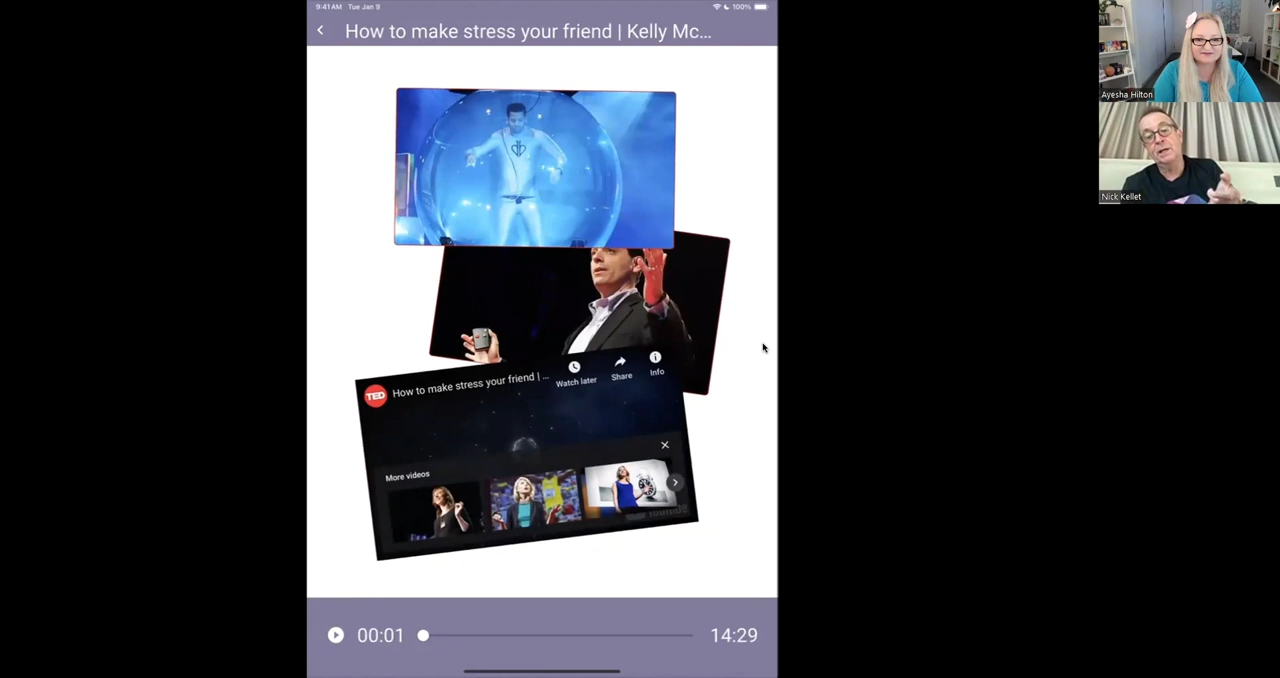 9:41 AM Tue Jan 9
100%
How to make stress your friend | Kelly Mc...
TED
How to make stress your friend | ...
Watch later
Share
Info
More videos
00:01
14:29
Ayesha Hilton
Nick Kellet